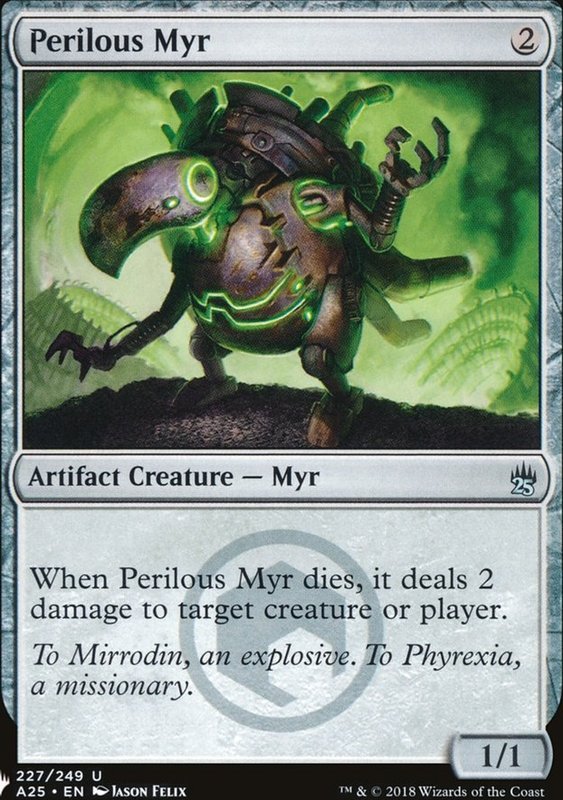 Perilous Myr 2
Artifact Creature — Myr
25
When Perilous Myr dies, it deals 2
damage to target creature or player.
To Mirrodin, an explosive. To Phyrexia,
a missionary.
1/1
227/249 U
A25 • EN Jason Felix
™ & © 2018 Wizards of the Coast